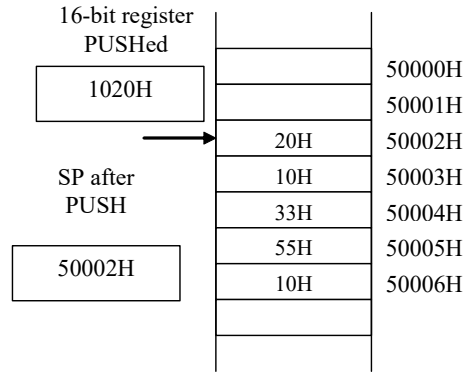 16-bit register
PUSHed
1020H
SP after
PUSH
50002H
50000H
50001H
20H 50002H
10H 50003H
33H 50004H
55H 50005H
10H 50006H